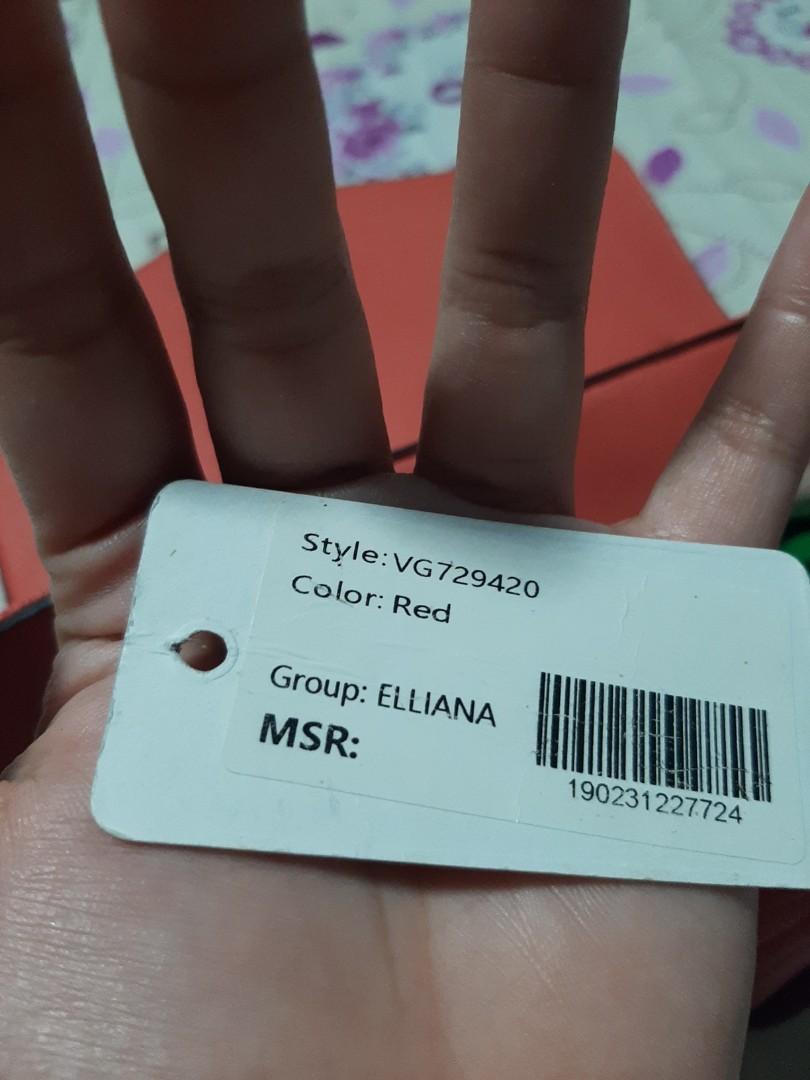 Style: VG729420
Color: Red
Group: ELLIANA
MSR:
190231227724